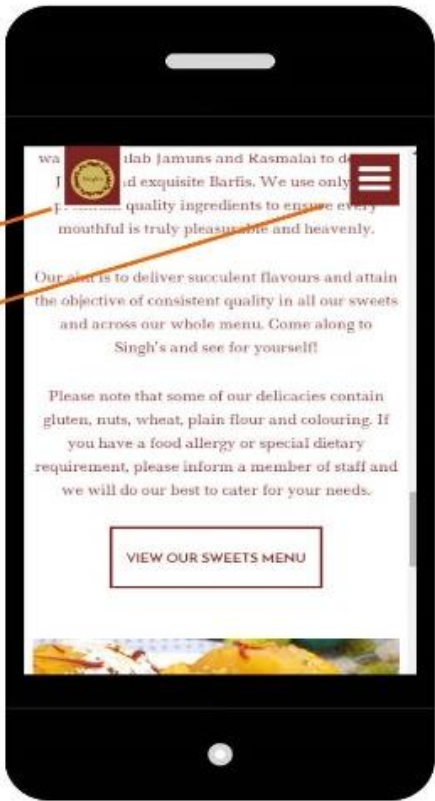 wa ulab Jamuns and Rasmalai to de
J d exquisite Barfis. We use only
quality ingredients to ensure every
mouthful is truly pleasurable and heavenly.
Our aim is to deliver succulent flavours and attain
the objective of consistent quality in all our sweets
and across our whole menu. Come along to
Singh's and see for yourself!
Please note that some of our delicacies contain
gluten, nuts, wheat, plain flour and colouring. If
you have a food allergy or special dietary
requirement, please inform a member of staff and
we will do our best to cater for your needs.
VIEW OUR SWEETS MENU